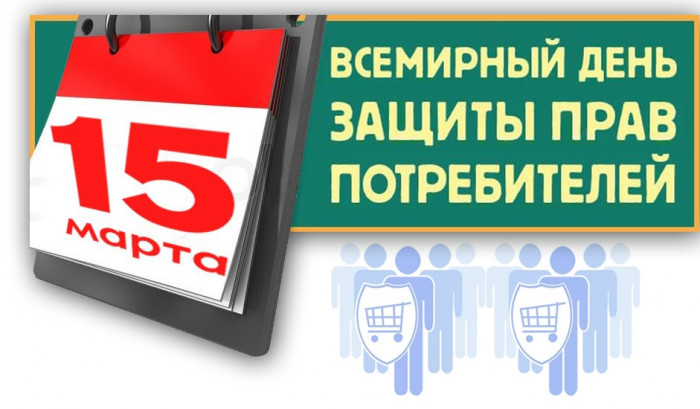 15
марта
ВСЕМИРНЫЙ ДЕНЬ
ЗАЩИТЫ ПРАВ
ПОТРЕБИТЕЛЕЙ